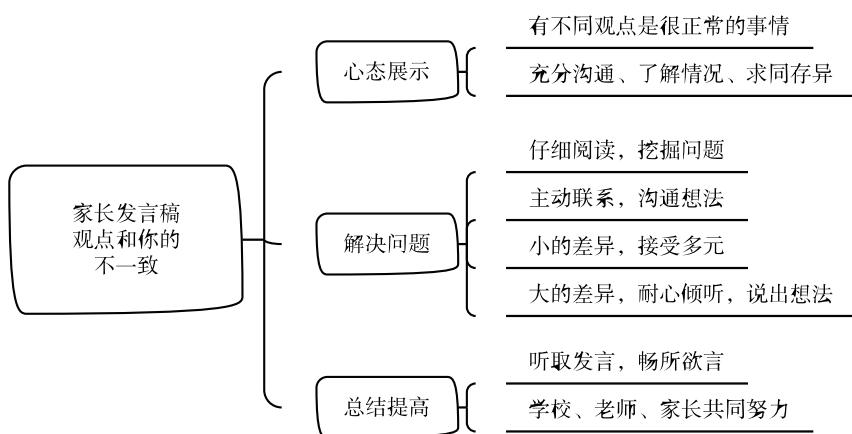 家长发言稿
观点和你的
不一致
心态展示
有不同观点是很正常的事情
充分沟通、了解情况、求同存异
解决问题
仔细阅读，挖掘问题
主动联系，沟通想法
小的差异，接受多元
大的差异，耐心倾听，说出想法
总结提高
听取发言，畅所欲言
学校、老师、家长共同努力